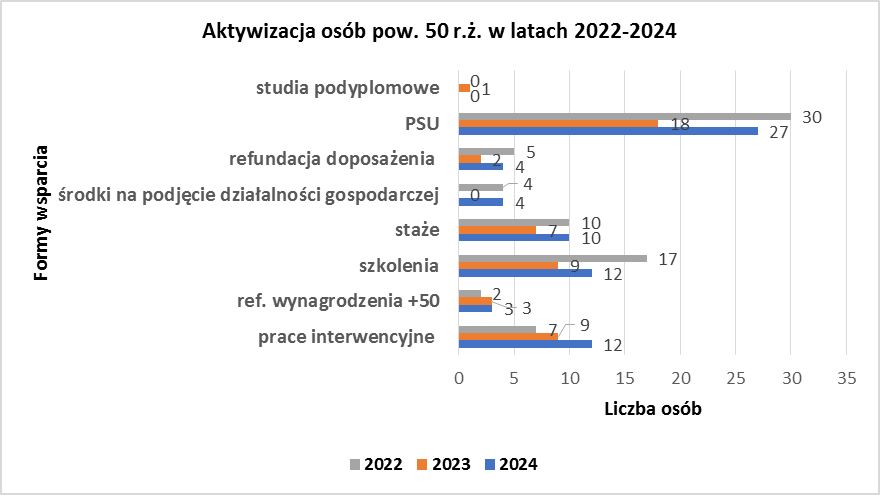 Aktywizacja osób pow. 50 r.ż. w latach 2022-2024
Formy wsparcia
studia podyplomowe
0
1
0
PSU
30
18
27
refundacja doposażenia
5
2
4
środki na podjęcie działalności gospodarczej
4
0
4
staże
10
7
10
szkolenia
17
9
12
ref. wynagrodzenia +50
2
3
3
prace interwencyjne
7
9
12
0 5 10 15 20 25 30 35
Liczba osób
2022 2023 2024